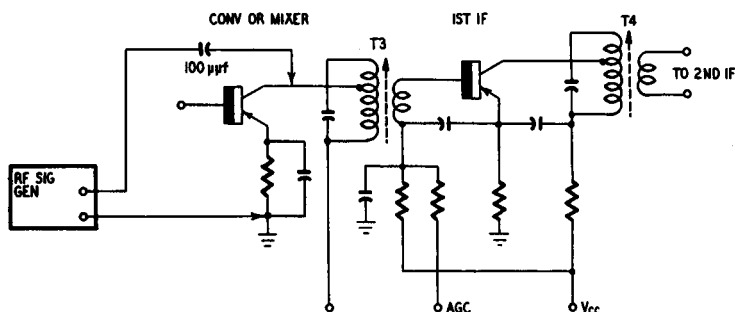 CONV OR MIXER
1ST IF
T3
T4
100 μμf
TO 2ND IF
RF SIG
GEN
AGC
Vcc